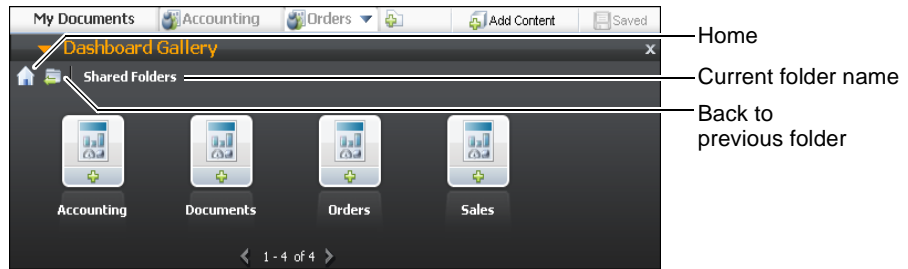 My Documents Accounting Orders Add Content Saved
Home
Dashboard Gallery x
Shared Folders
Current folder name
Back to
previous folder
Accounting Documents Orders Sales
1 - 4 of 4